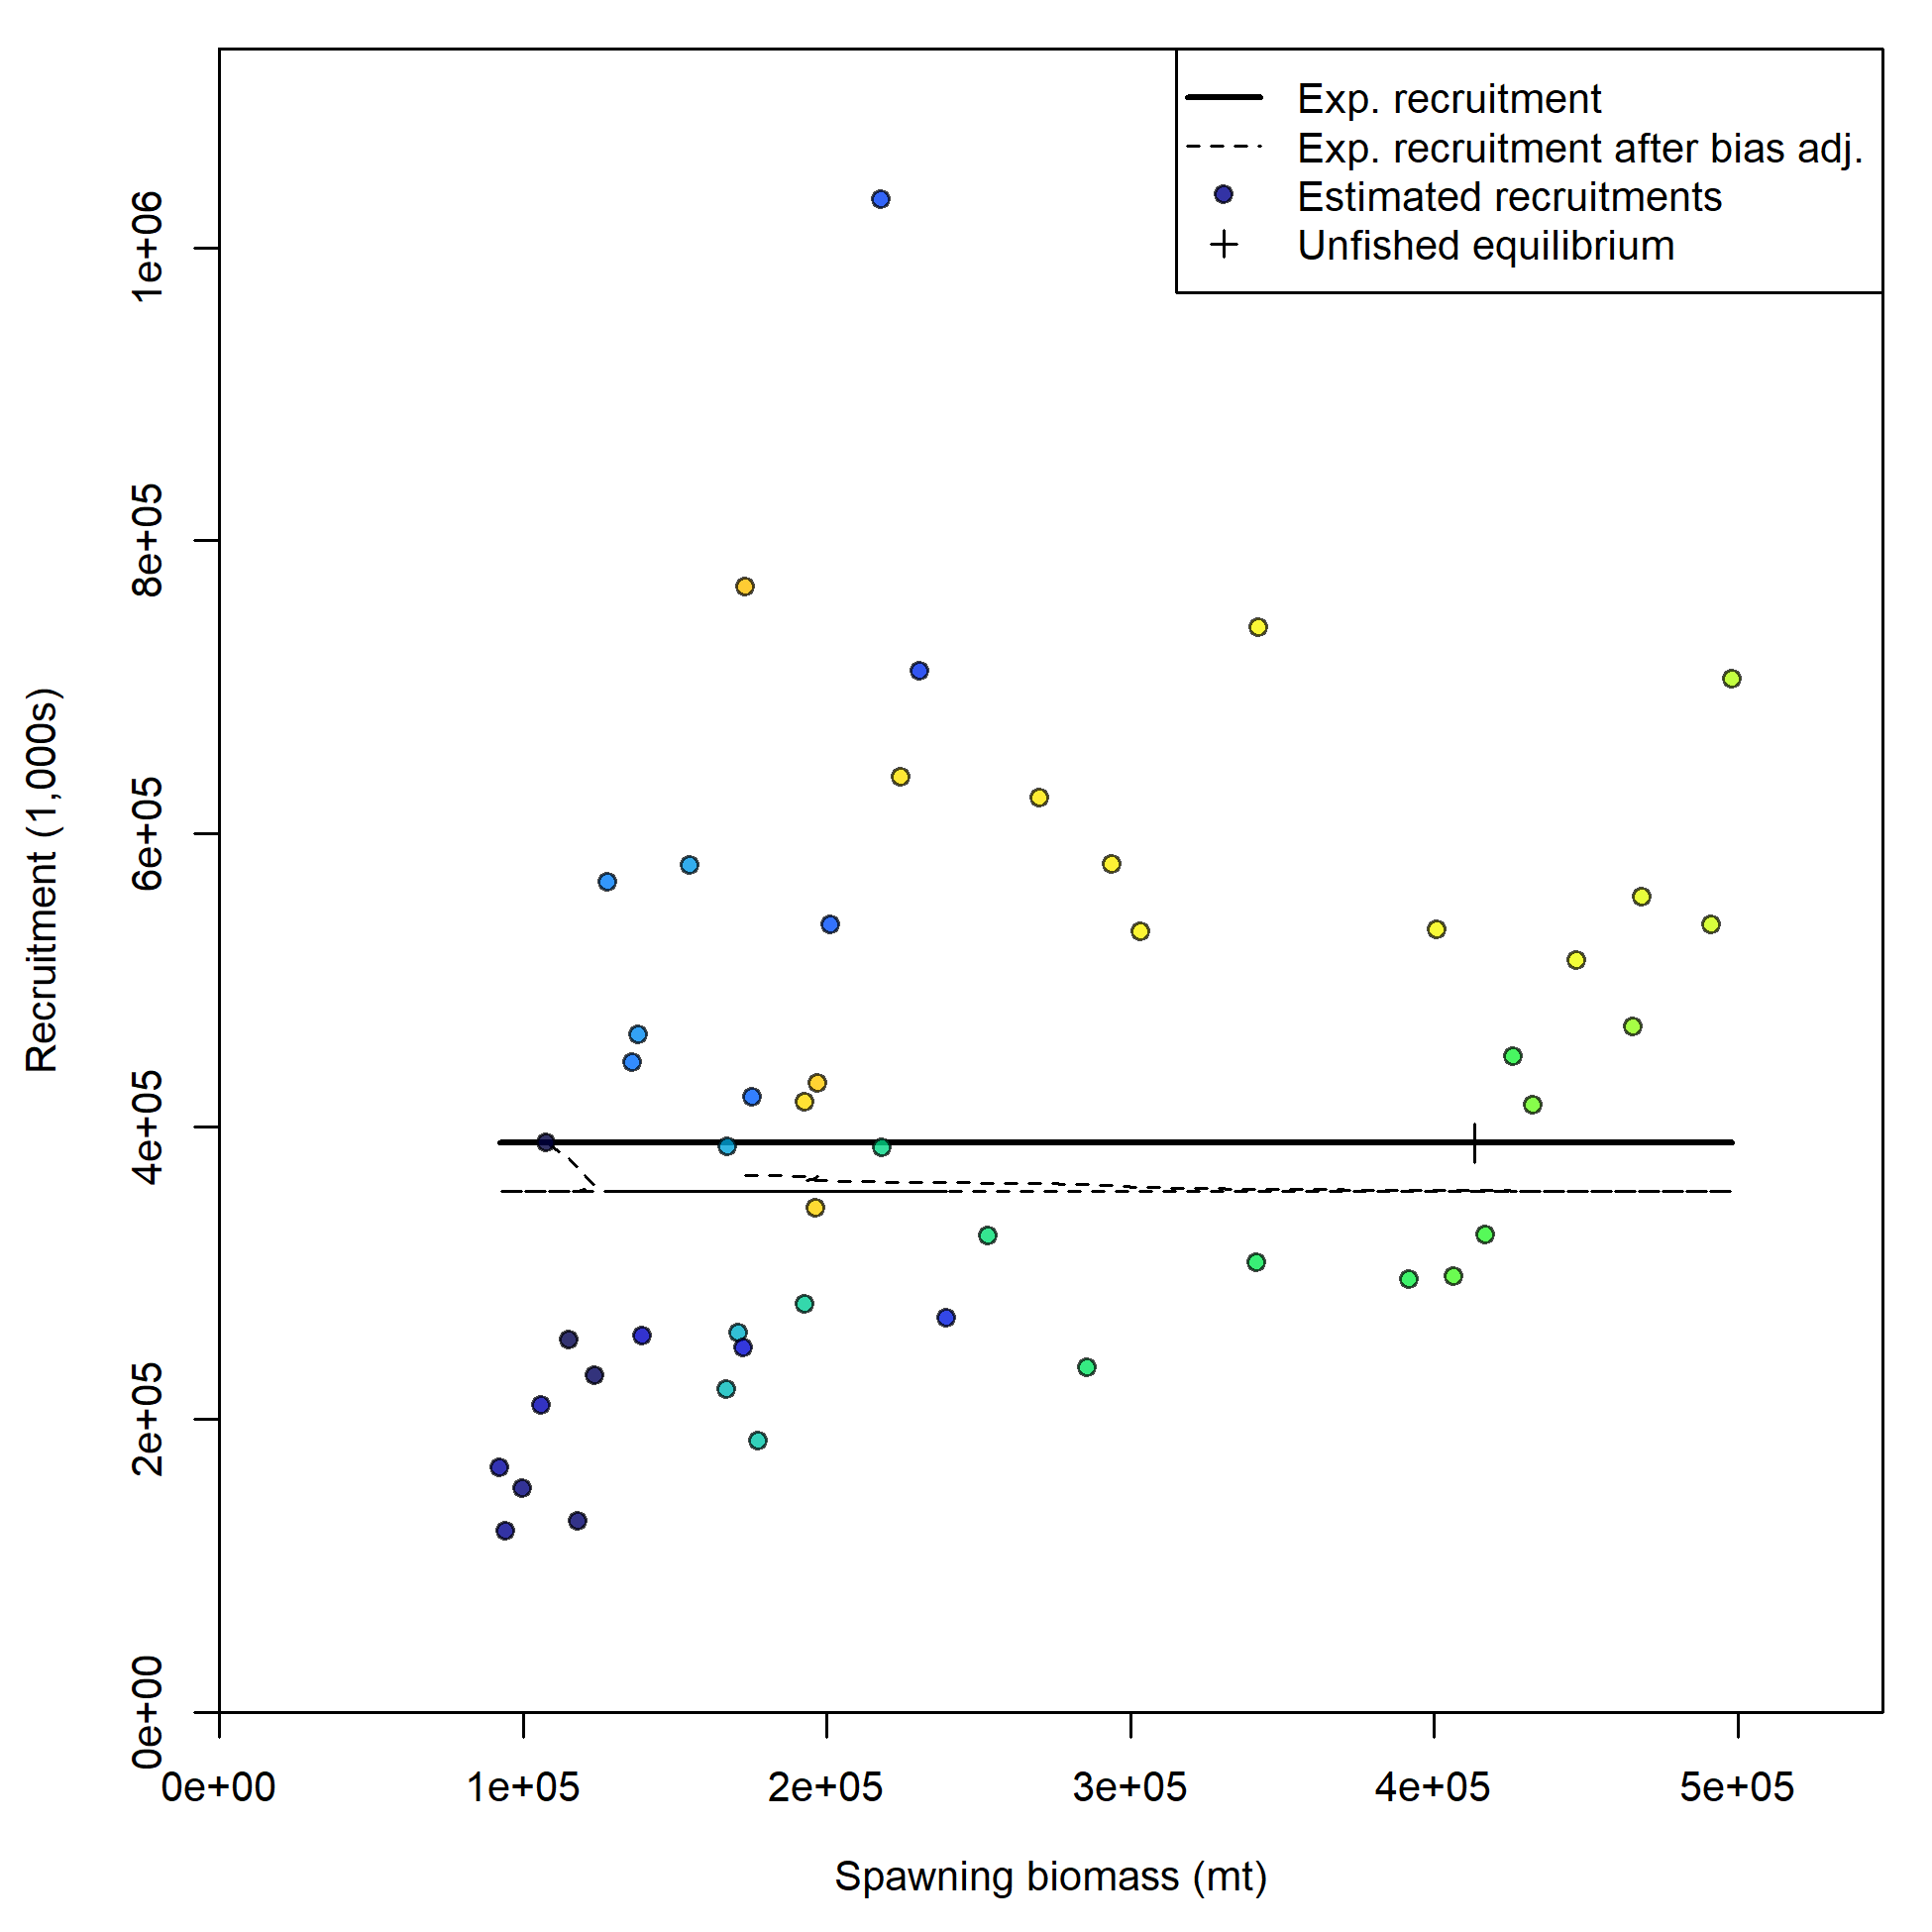 Exp. recruitment
Exp. recruitment after bias adj.
Estimated recruitments
Unfished equilibrium
1e+06
8e+05
6e+05
4e+05
2e+05
0e+00
Recruitment (1,000s)
0e+00 1e+05 2e+05 3e+05 4e+05 5e+05
Spawning biomass (mt)